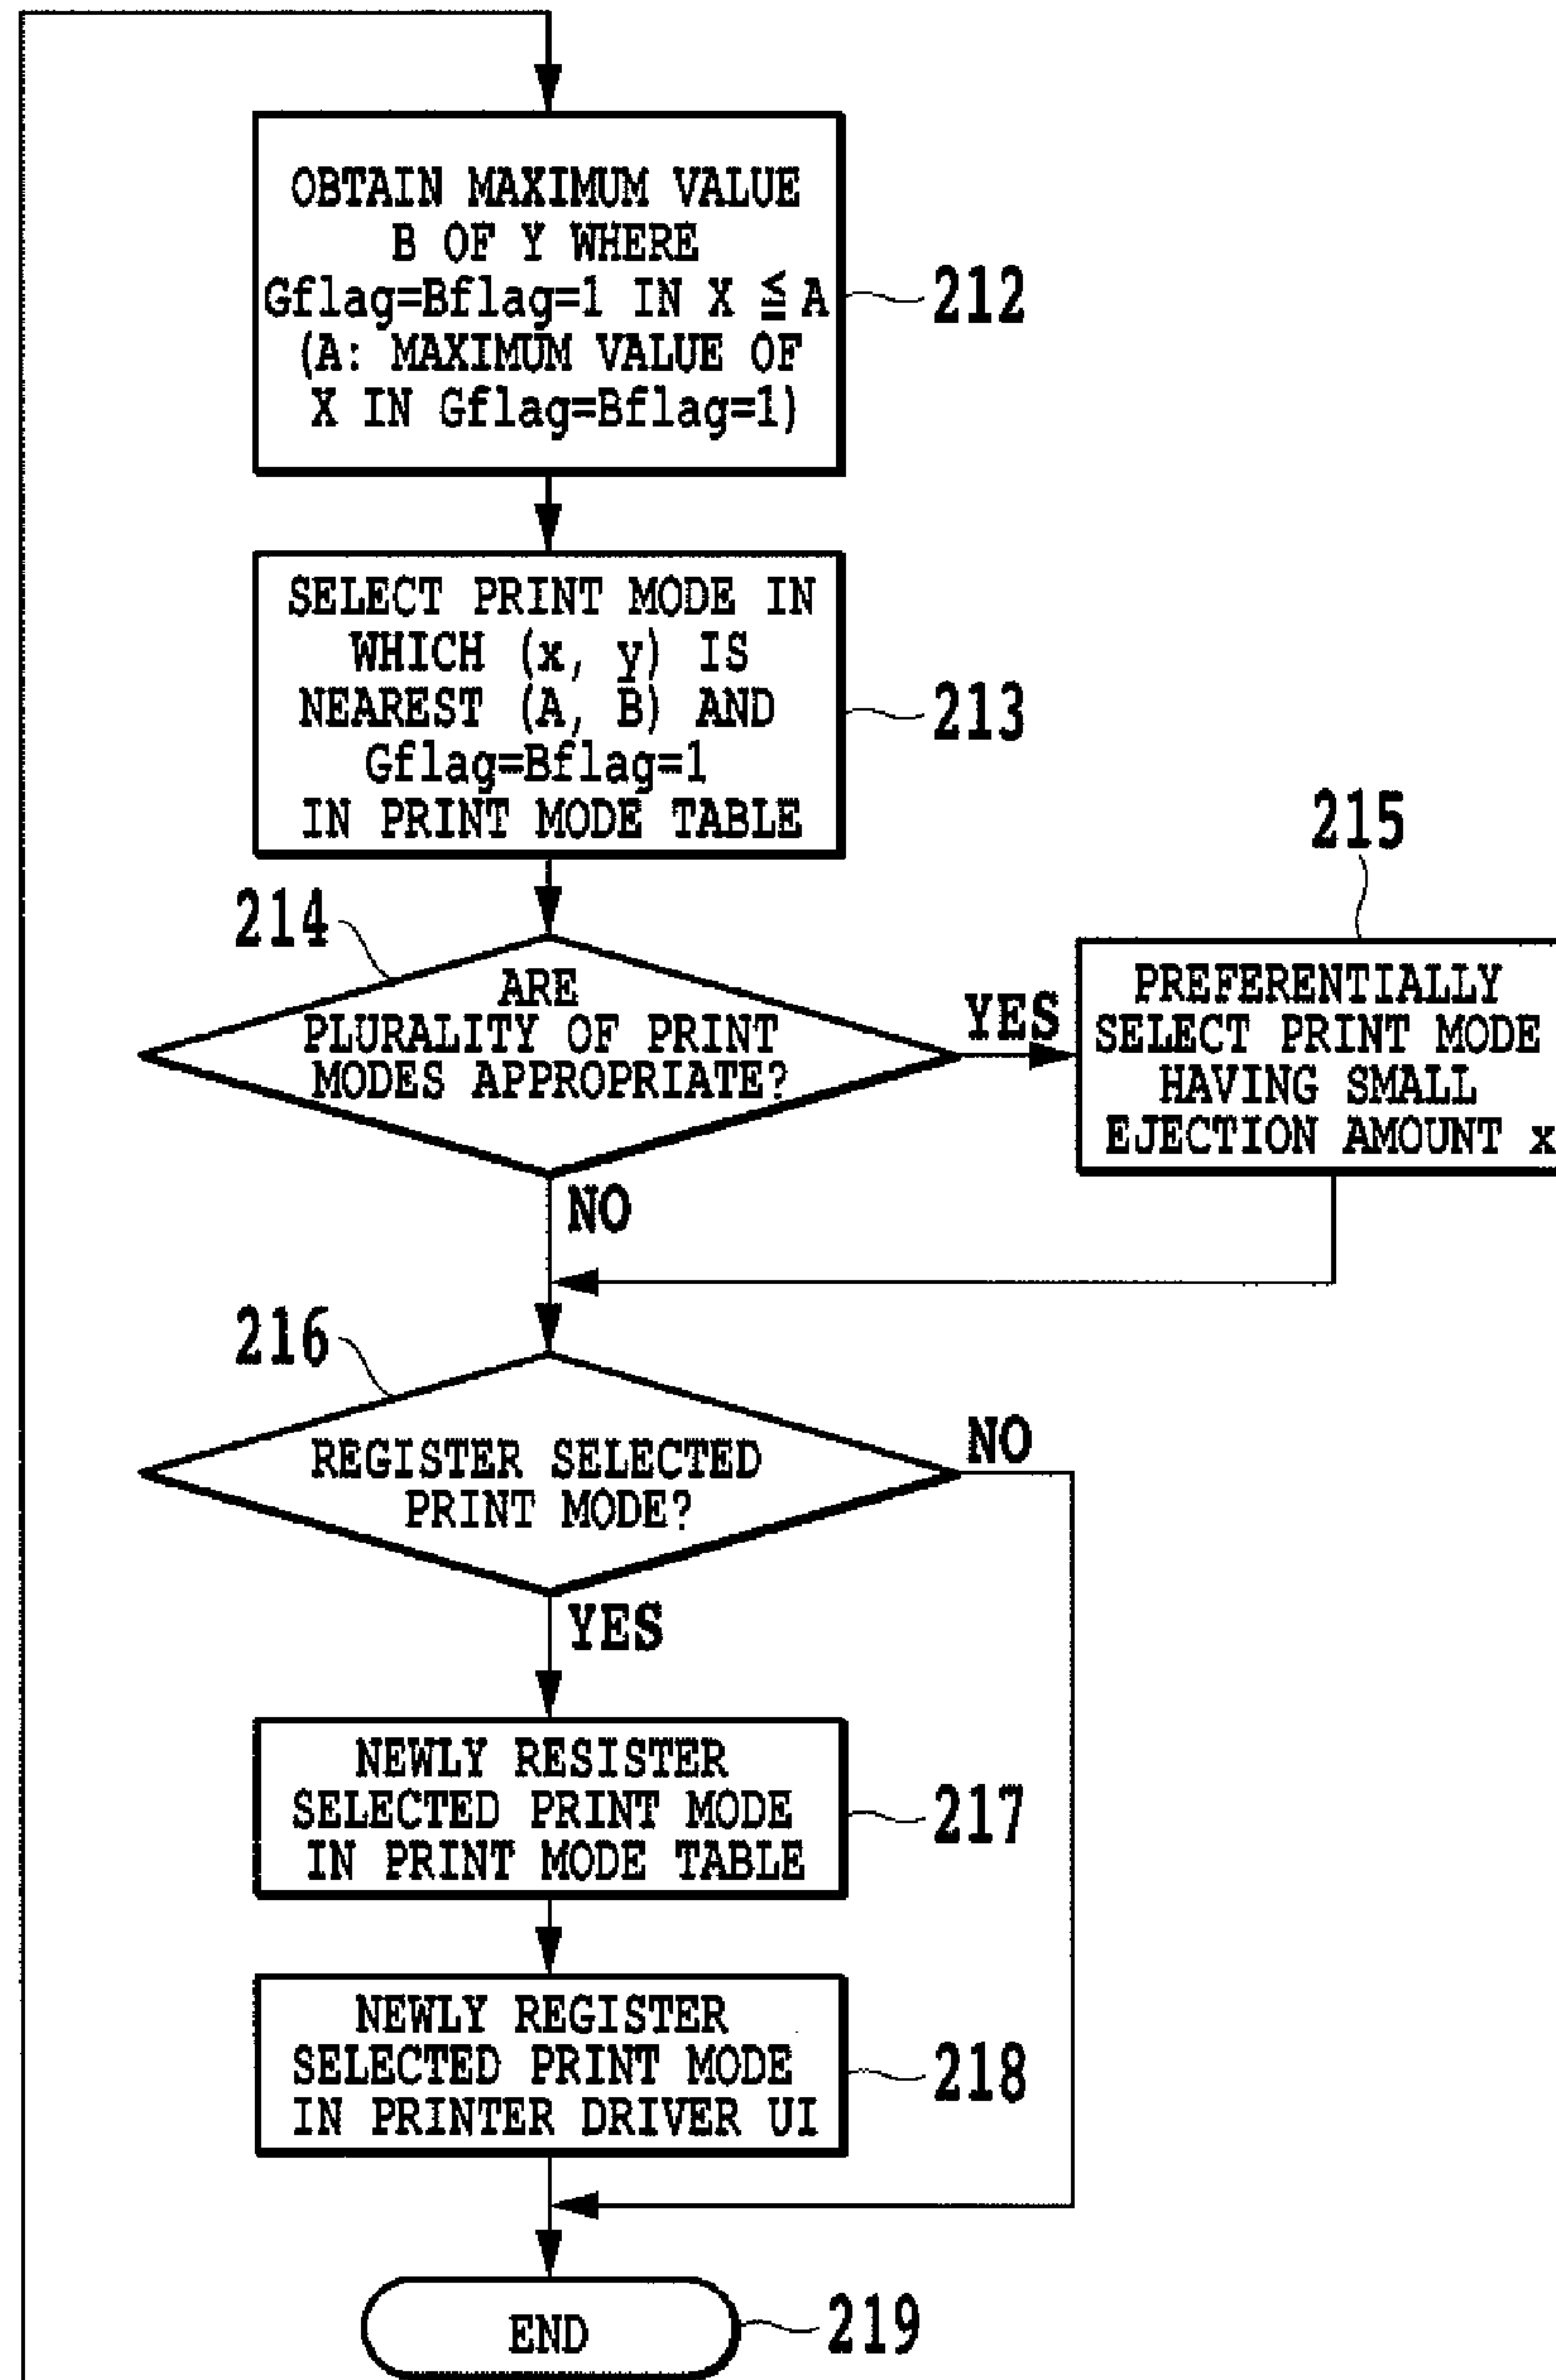 OBTAIN MAXIMUM VALUE
B OF Y WHERE
Gflag=Bflag=1 IN X ≦ A
(A: MAXIMUM VALUE OF
X IN Gflag=Bflag=1)
212
SELECT PRINT MODE IN
WHICH (x, y) IS
NEAREST (A, B) AND
Gflag=Bflag=1
IN PRINT MODE TABLE
213
214
ARE
PLURALITY OF PRINT
MODES APPROPRIATE?
YES
215
PREFERENTIALLY
SELECT PRINT MODE
HAVING SMALL
EJECTION AMOUNT x
NO
216
REGISTER SELECTED
PRINT MODE?
NO
YES
NEWLY RESISTER
SELECTED PRINT MODE
IN PRINT MODE TABLE
217
NEWLY REGISTER
SELECTED PRINT MODE
IN PRINTER DRIVER UI
218
END
219